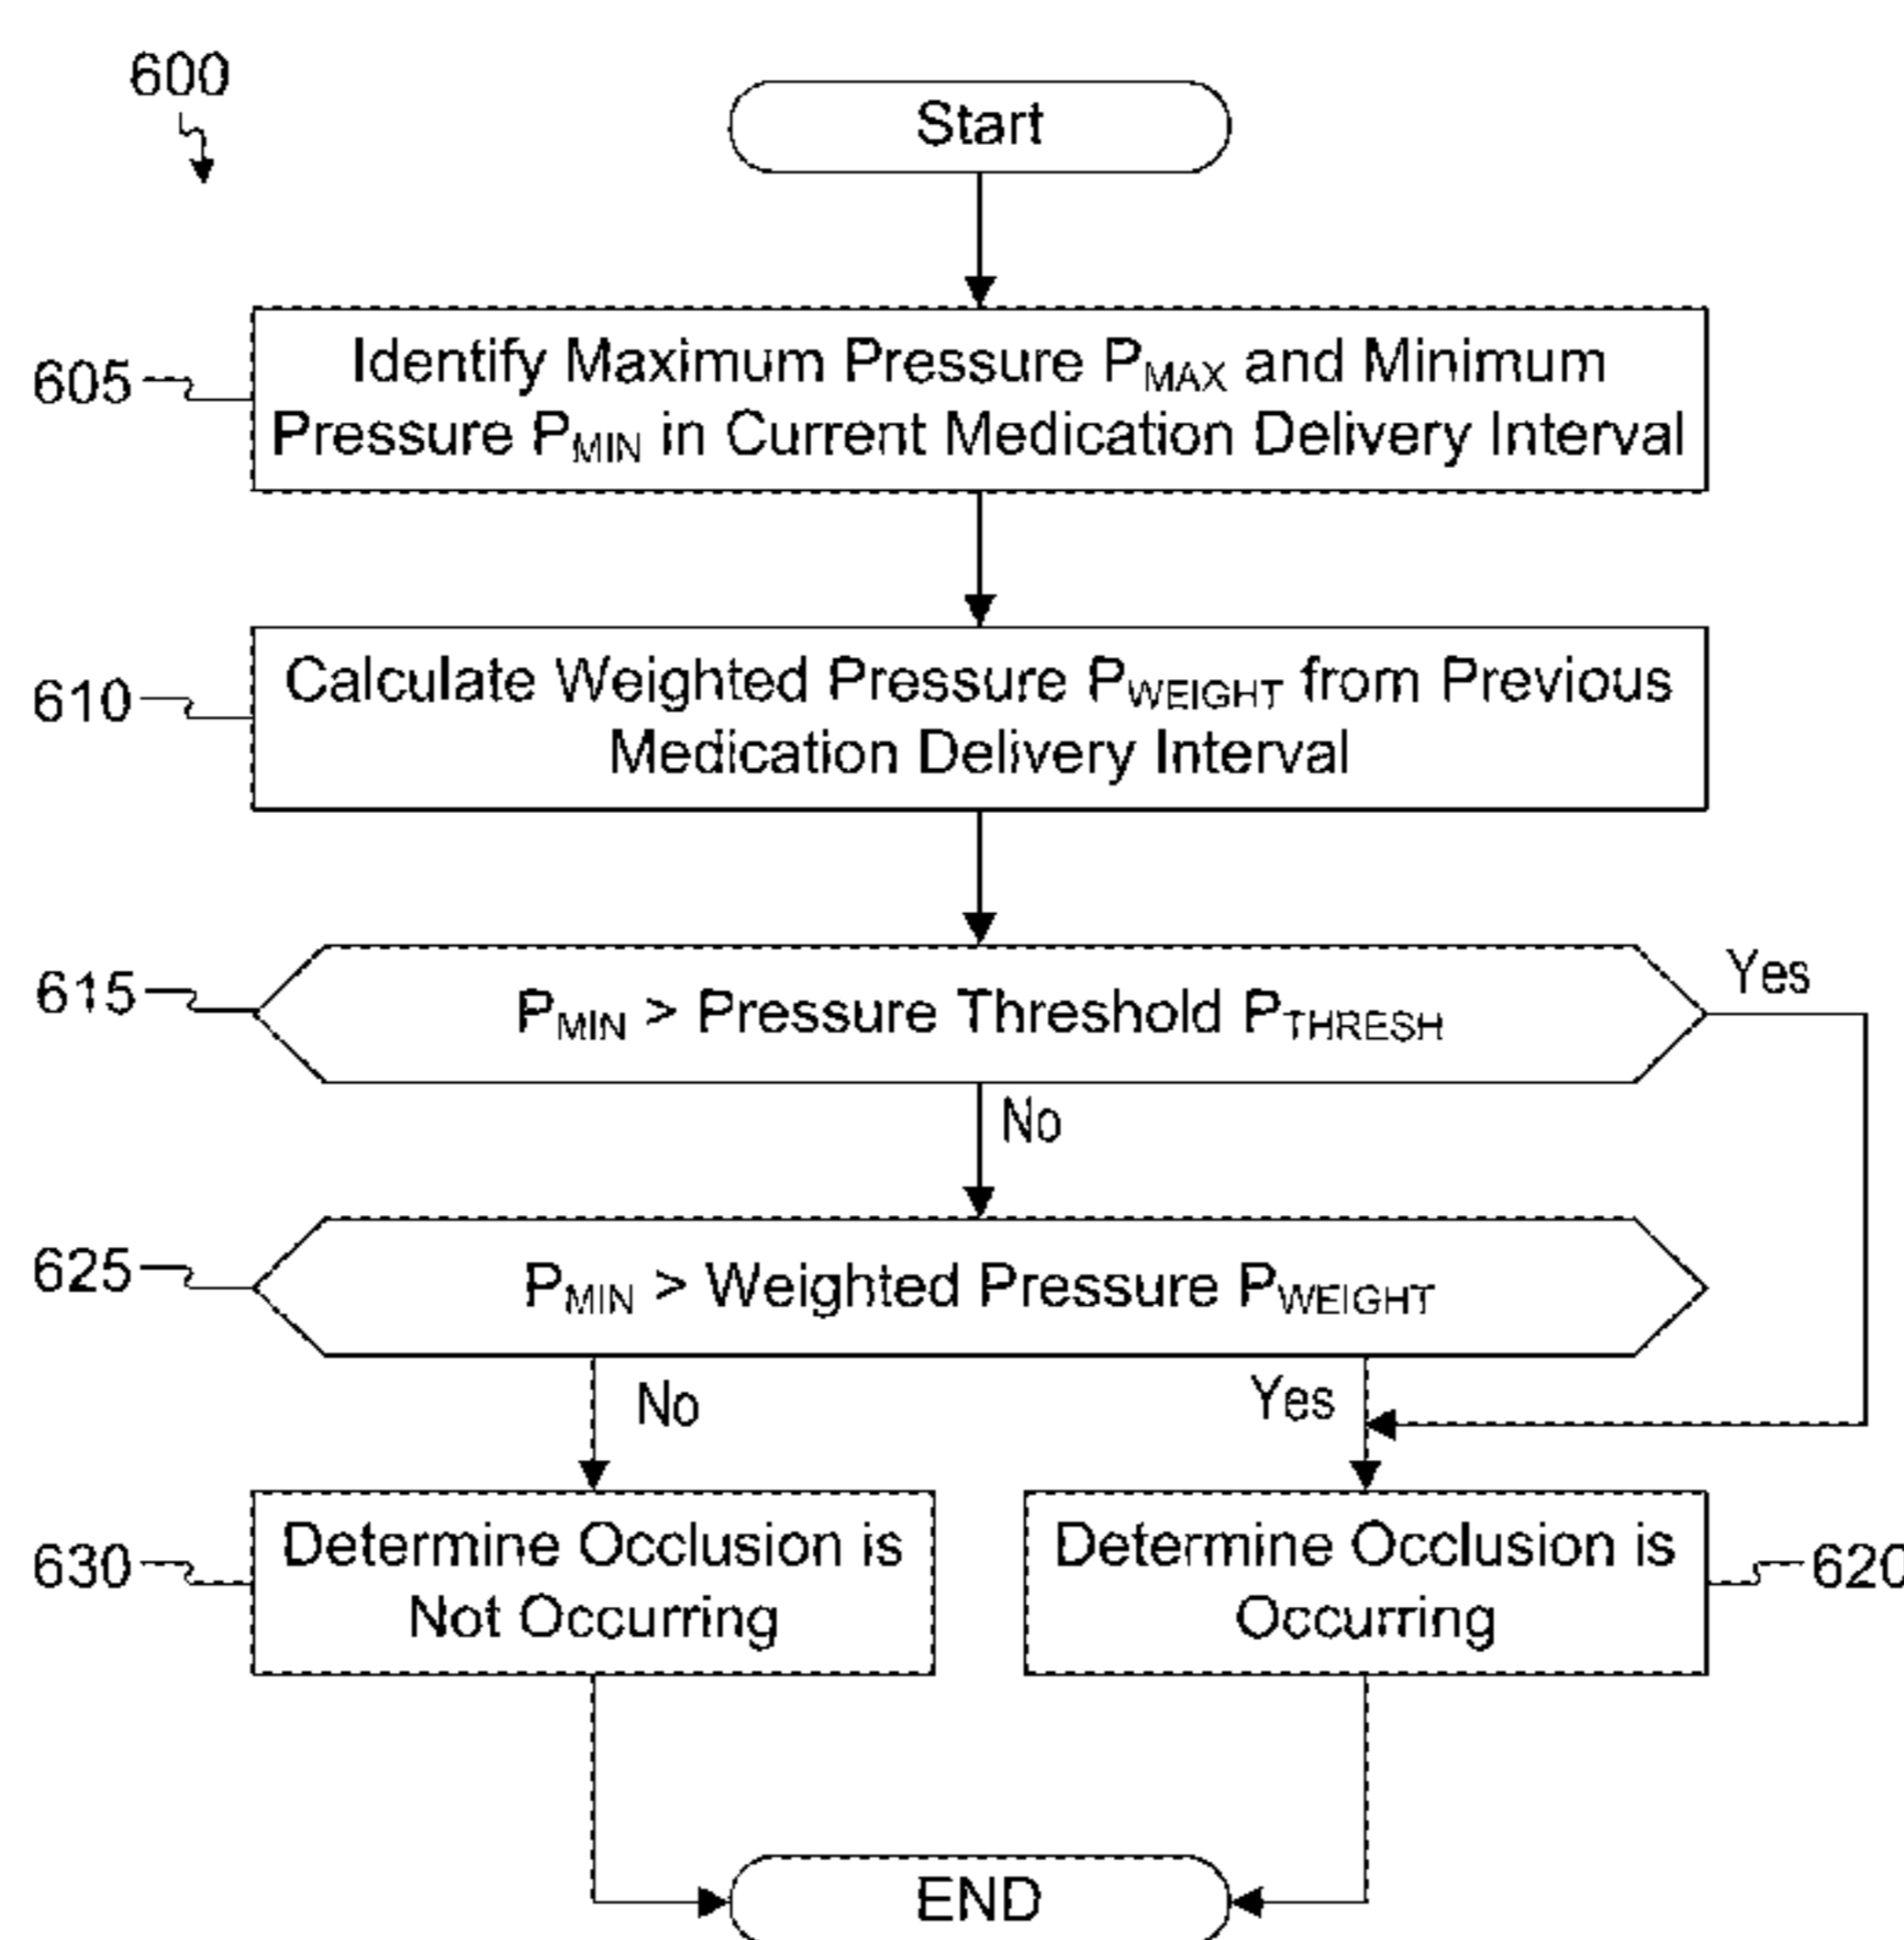 600
Start
605
Identify Maximum Pressure PMAX and Minimum
Pressure PMIN in Current Medication Delivery Interval
610
Calculate Weighted Pressure PWEIGHT from Previous
Medication Delivery Interval
615
PMIN > Pressure Threshold PTHRESH
Yes
No
625
PMIN > Weighted Pressure PWEIGHT
No
Yes
630
Determine Occlusion is
Not Occurring
Determine Occlusion is
Occurring
620
END